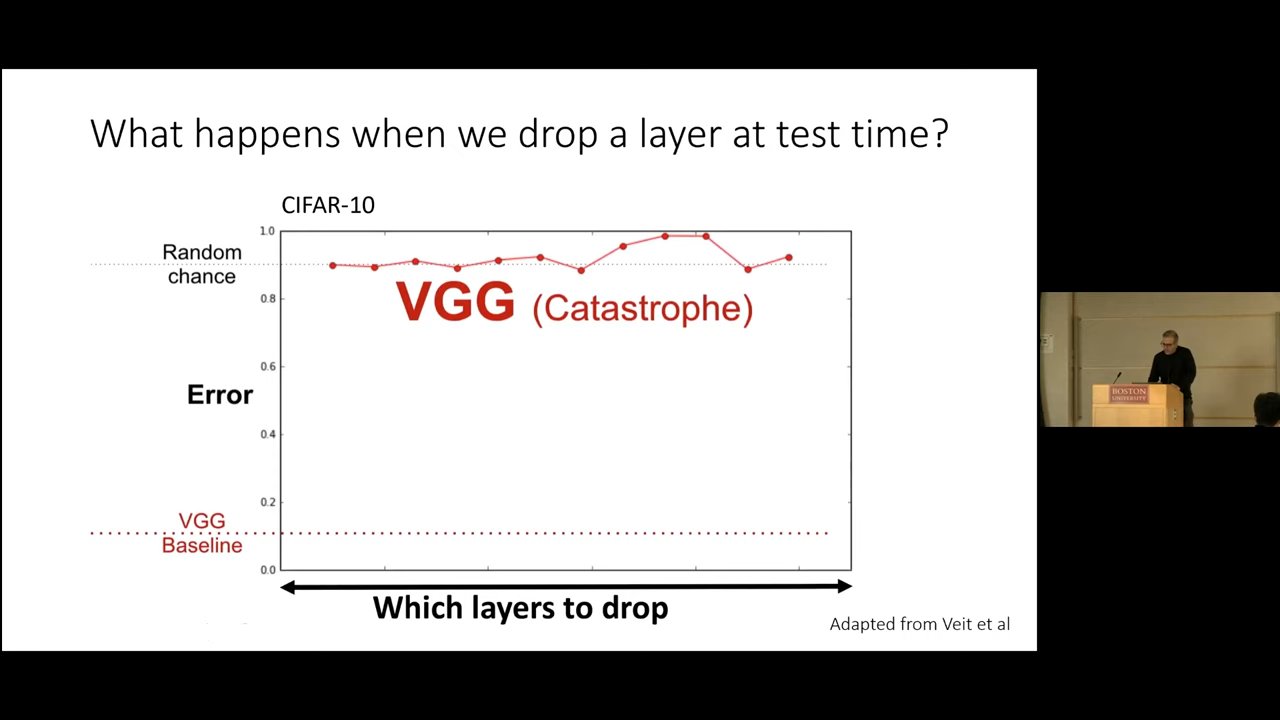 What happens when we drop a layer at test time?
CIFAR-10
1.0
Random
chance
0.8
VGG (Catastrophe)
0.6
Error
0.4
0.2
VGG
Baseline
0.0
Which layers to drop
Adapted from Veit et al
BOSTON
UNIVERSITY